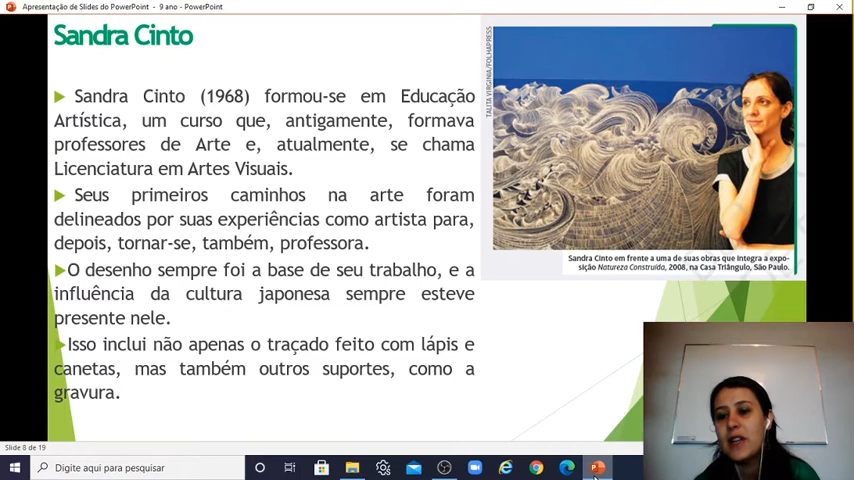 Apresentação de Slides do PowerPoint - 9 ano - PowerPoint
Sandra Cinto
Sandra Cinto (1968) formou-se em Educação
Artística, um curso que, antigamente, formava
professores de Arte e, atualmente, se chama
Licenciatura em Artes Visuais.
Seus primeiros caminhos na arte foram
delineados por suas experiências como artista para,
depois, tornar-se, também, professora.
O desenho sempre foi a base de seu trabalho, e a
influência da cultura japonesa sempre esteve
presente nele.
Isso inclui não apenas o traçado feito com lápis e
canetas, mas também outros suportes, como a
gravura.
TALITA VIRGINIA/FOLHAPRESS
Sandra Cinto em frente a uma de suas obras que integra a expo-
sição Natureza Construída, 2008, na Casa Triângulo, São Paulo.
Slide 8 de 19
Digite aqui para pesquisar